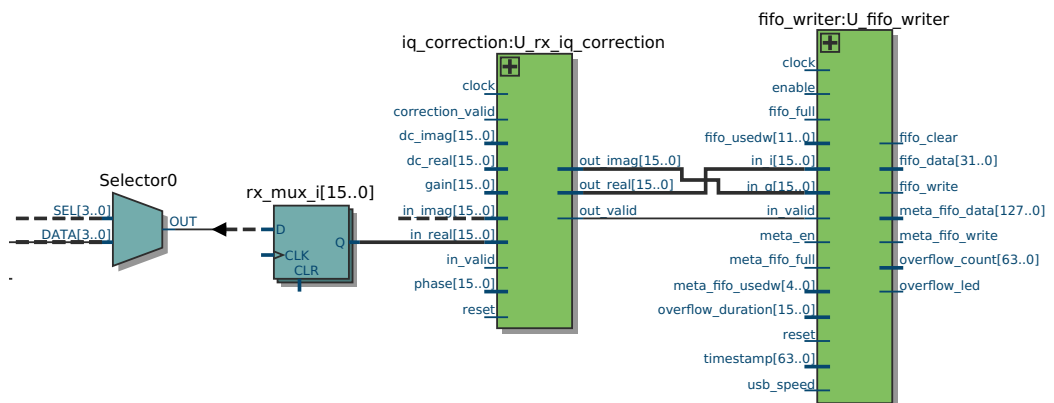 Selector0
SEL[3..0]
DATA[3..0]
OUT
rx_mux_i[15..0]
D
CLK
CLR
Q
iq_correction:U_rx_iq_correction
clock
correction_valid
dc_imag[15..0]
dc_real[15..0]
gain[15..0]
in_imag[15..0]
in_real[15..0]
in_valid
phase[15..0]
reset
out_imag[15..0]
out_real[15..0]
out_valid
fifo_writer:U_fifo_writer
clock
enable
fifo_full
fifo_usedw[11..0]
in_i[15..0]
in_q[15..0]
in_valid
meta_en
meta_fifo_full
meta_fifo_usedw[4..0]
overflow_duration[15..0]
reset
timestamp[63..0]
usb_speed
fifo_clear
fifo_data[31..0]
fifo_write
meta_fifo_data[127..0]
meta_fifo_write
overflow_count[63..0]
overflow_led